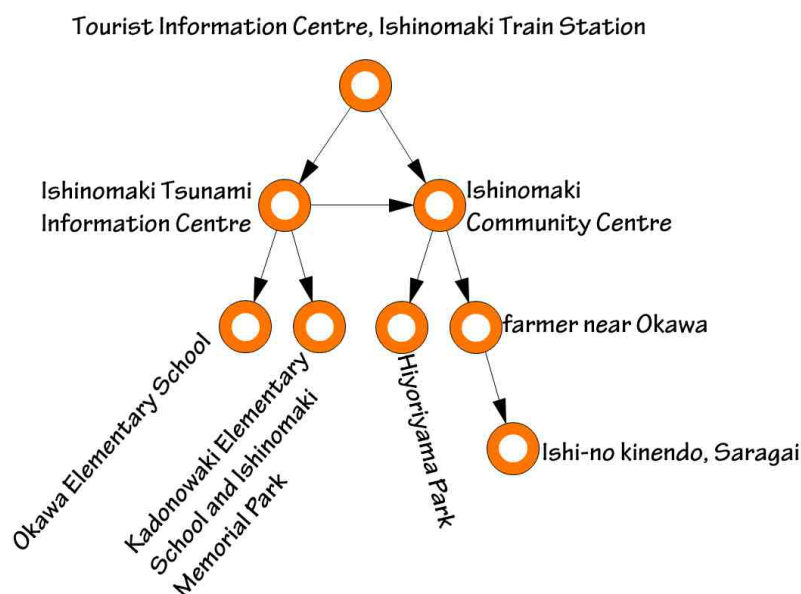 Tourist Information Centre, Ishinomaki Train Station
Ishinomaki Tsunami
Information Centre
Ishinomaki
Community Centre
farmer near Okawa
Okawa Elementary School
Kadonowaki Elementary
School and Ishinomaki
Memorial Park
Hiyoriyama Park
Ishi-no kinendo, Saragai